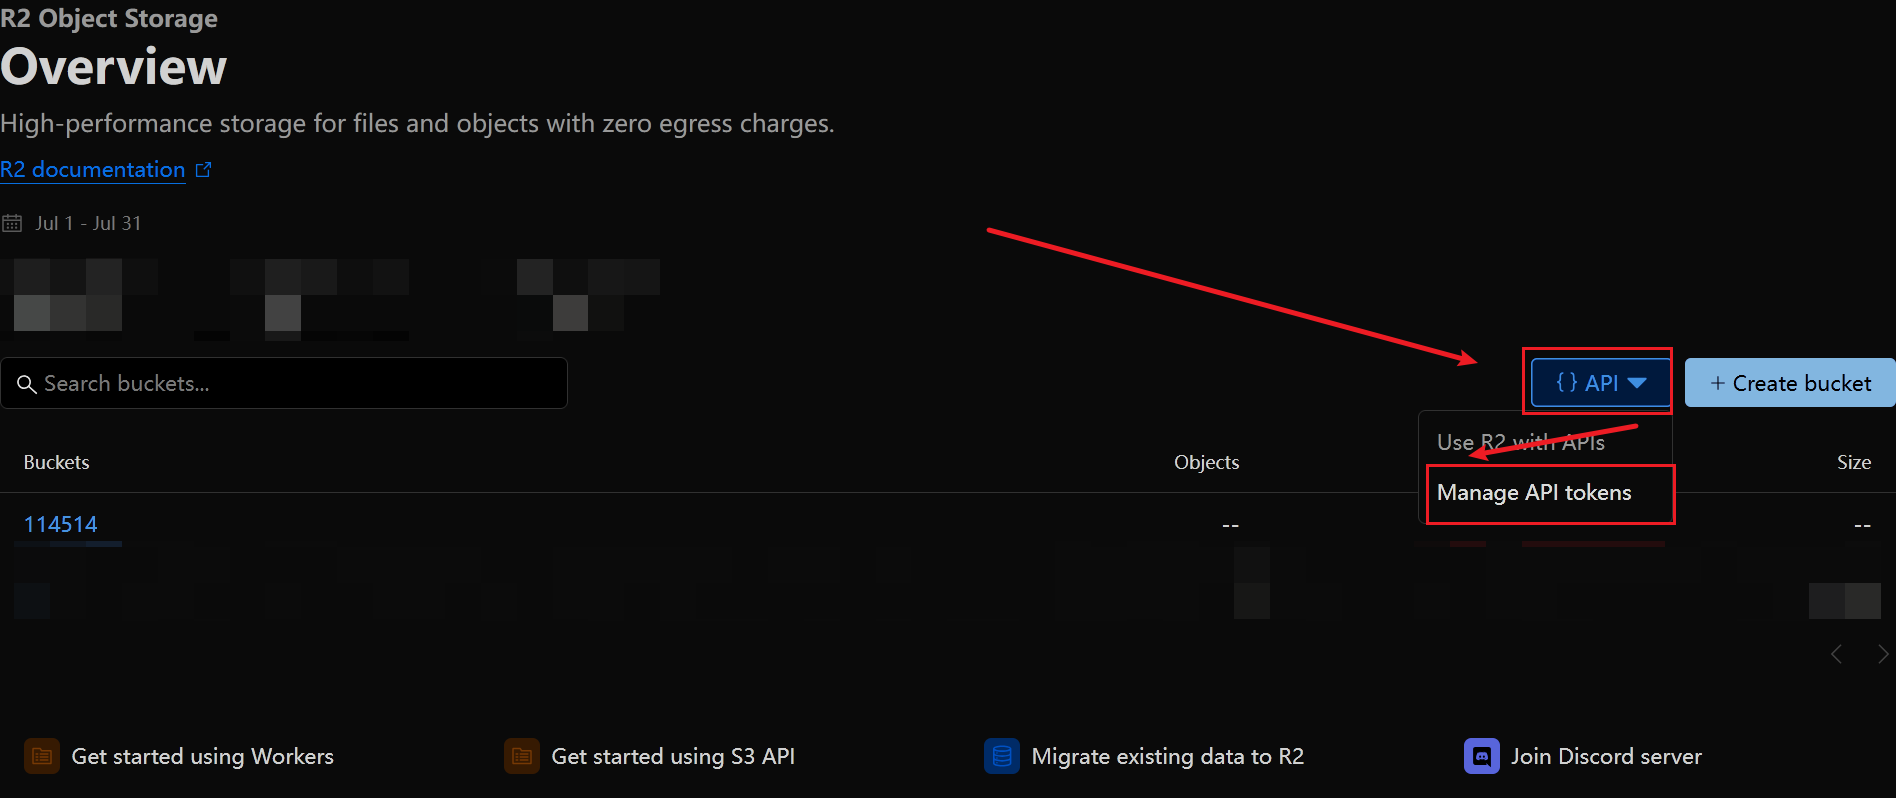 R2 Object Storage
Overview
High-performance storage for files and objects with zero egress charges.
R2 documentation
Jul 1 - Jul 31
Search buckets...
{} API
+ Create bucket
Use R2 with APIs
Manage API tokens
Buckets
Objects
Size
114514
--
--
Get started using Workers
Get started using S3 API
Migrate existing data to R2
Join Discord server